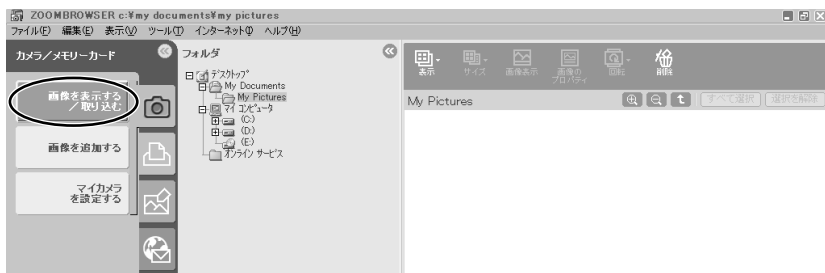 ZOOMBROWSER c:¥my documents¥my pictures
ファイル(F) 編集(E) 表示(V) ツール(T) インターネット(I) ヘルプ(H)
カメラ／メモリーカード
画像を表示する
／取り込む
画像を追加する
マイカメラ
を設定する
フォルダ
デスクトップ
My Documents
My Pictures
マイ コンピュータ
(C:)
(D:)
(E:)
オンライン サービス
表示
サイズ
画像表示
画像の
プロパティ
回転
削除
My Pictures
すべて選択
選択を解除